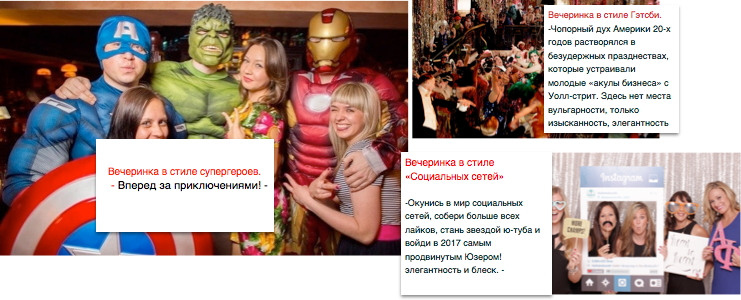 Вечеринка в стиле супергероев.
- Вперед за приключениями! -
Вечеринка в стиле Гэтсби.
-Чопорный дух Америки 20-х
годов растворялся в
безудержных празднествах,
которые устраивали
молодые «акулы бизнеса» с
Уолл-стрит. Здесь нет места
вульгарности, только
изысканность, элегантность
Вечеринка в стиле
«Социальных сетей»
-Окунись в мир социальных
сетей, собери больше всех
лайков, стань звездой ю-туба и
войди в 2017 самым
продвинутым Юзером!
элегантность и блеск. -
Instagram